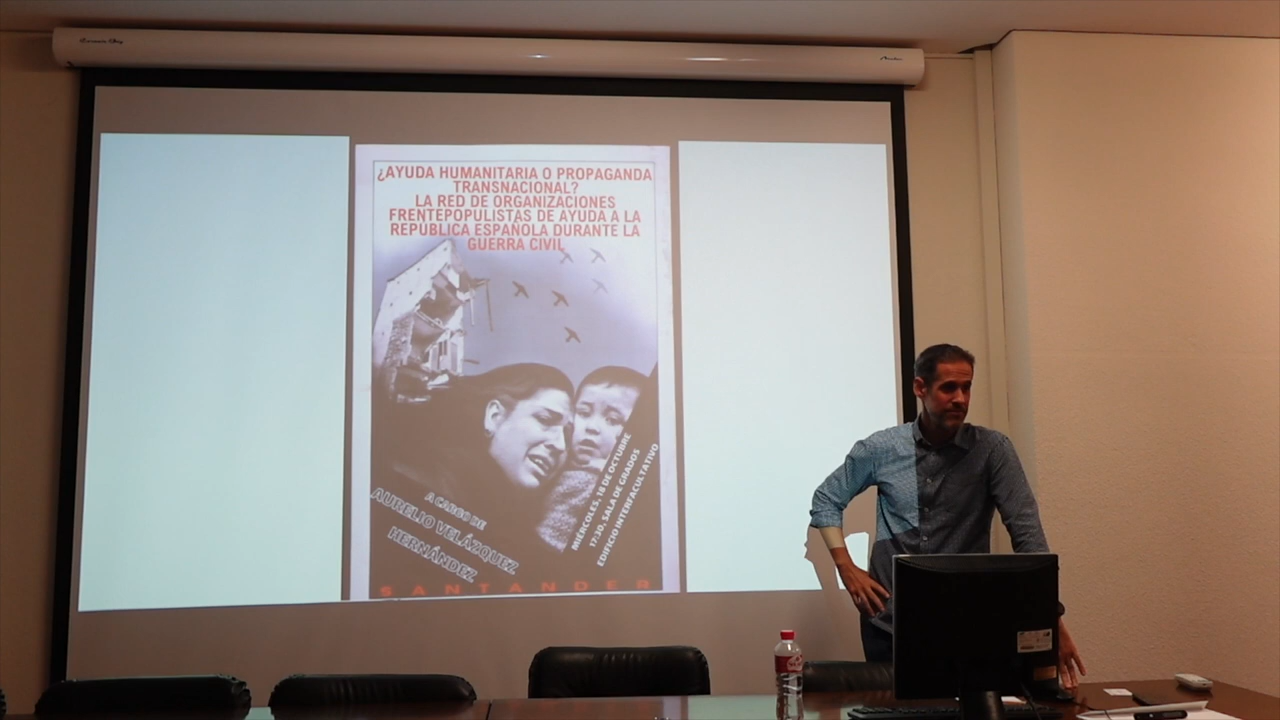 ¿AYUDA HUMANITARIA O PROPAGANDA
TRANSNACIONAL?
LA RED DE ORGANIZACIONES
FRENTEPOPULISTAS DE AYUDA A LA
REPUBLICA ESPAÑOLA DURANTE LA
GUERRA CIVIL
MIÉRCOLES, 18 DE OCTUBRE
17:30, SALA DE GRADOS
EDIFICIO INTERFACULTATIVO
A CARGO DE
AURELIO VELÁZQUEZ
HERNÁNDEZ
SANTANDER